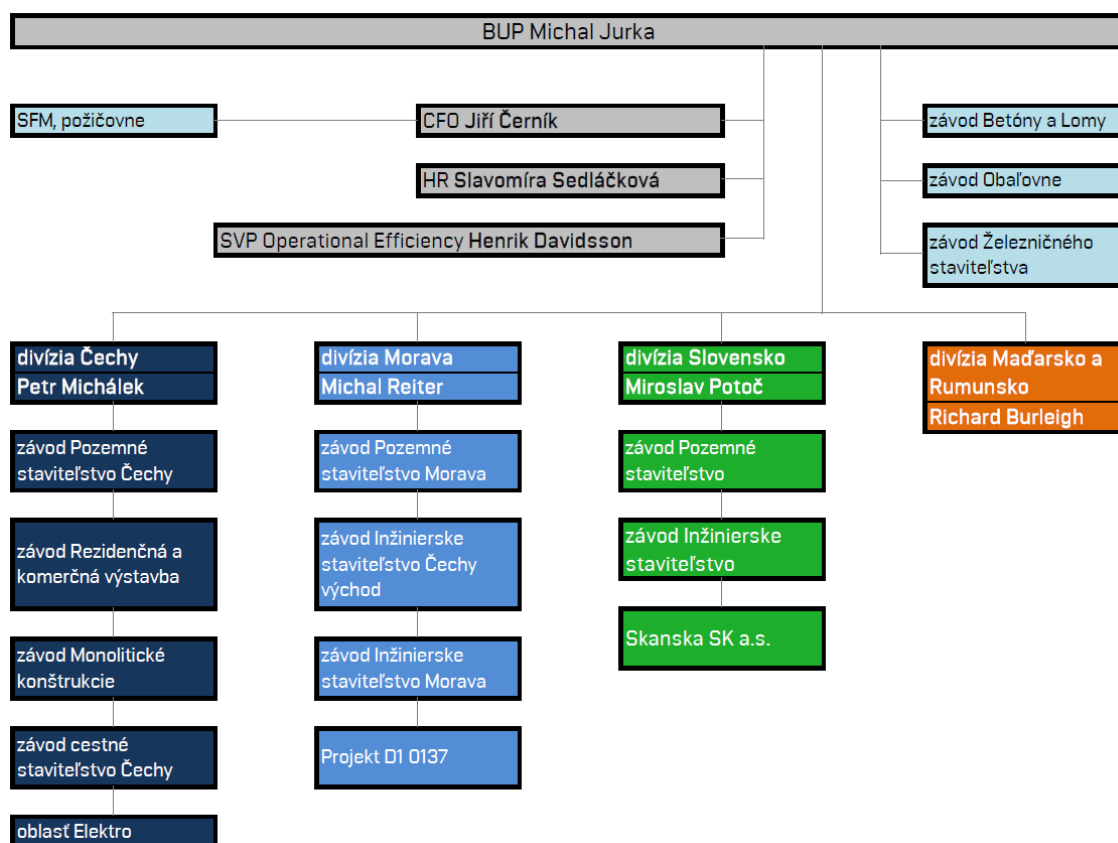 BUP Michal Jurka
SFM, požičovne
CFO Jiří Černík
závod Betóny a Lomy
HR Slavomíra Sedláčková
závod Obaľovne
SVP Operational Efficiency Henrik Davidsson
závod Železničného
staviteľstva
divízia Čechy
Petr Michálek
závod Pozemné
staviteľstvo Čechy
závod Rezidenčná a
komerčná výstavba
závod Monolitické
konštrukcie
závod cestné
staviteľstvo Čechy
oblasť Elektro
divízia Morava
Michal Reiter
závod Pozemné
staviteľstvo Morava
závod Inžinierske
staviteľstvo Čechy
východ
závod Inžinierske
staviteľstvo Morava
Projekt D1 0137
divízia Slovensko
Miroslav Potoč
závod Pozemné
staviteľstvo
závod Inžinierske
staviteľstvo
Skanska SK a.s.
divízia Maďarsko a
Rumunsko
Richard Burleigh